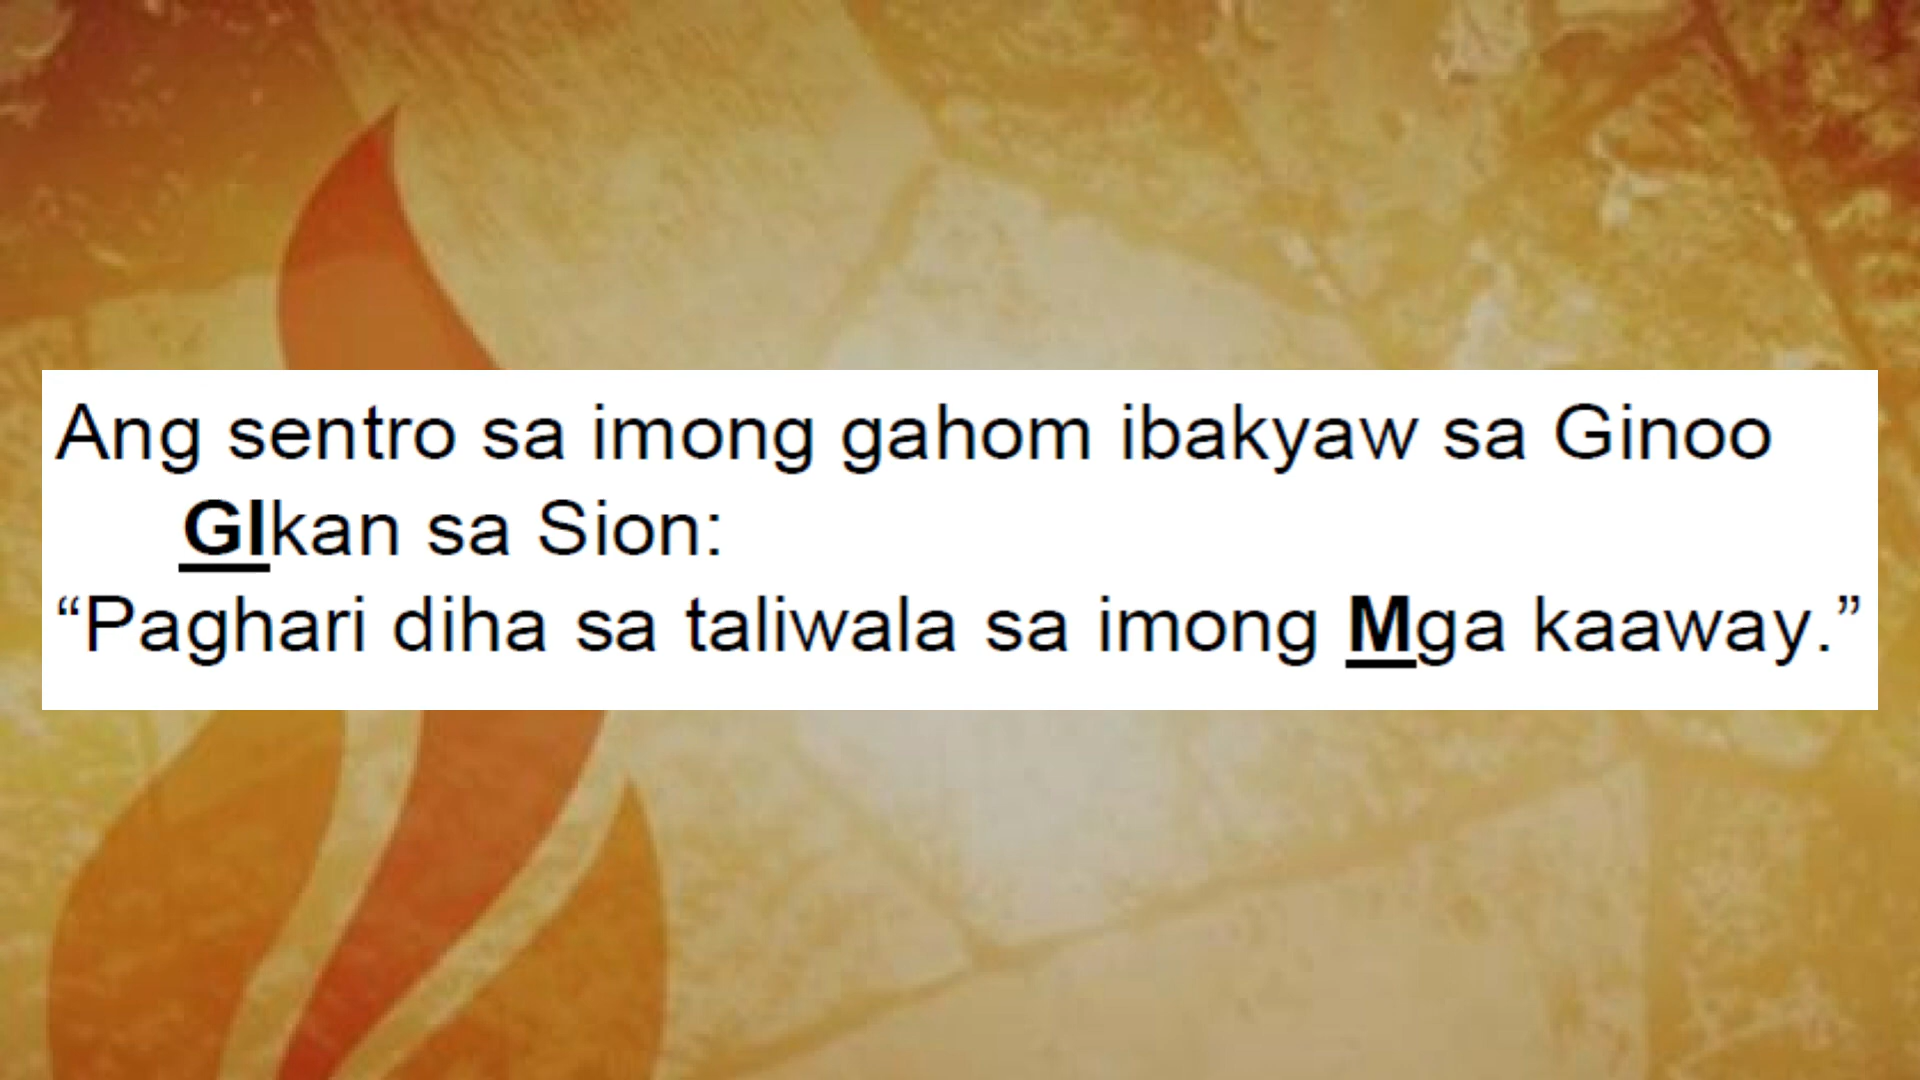 Ang sentro sa imong gahom ibakyaw sa Ginoo
GIkan sa Sion:
“Paghari diha sa taliwala sa imong Mga kaaway.”